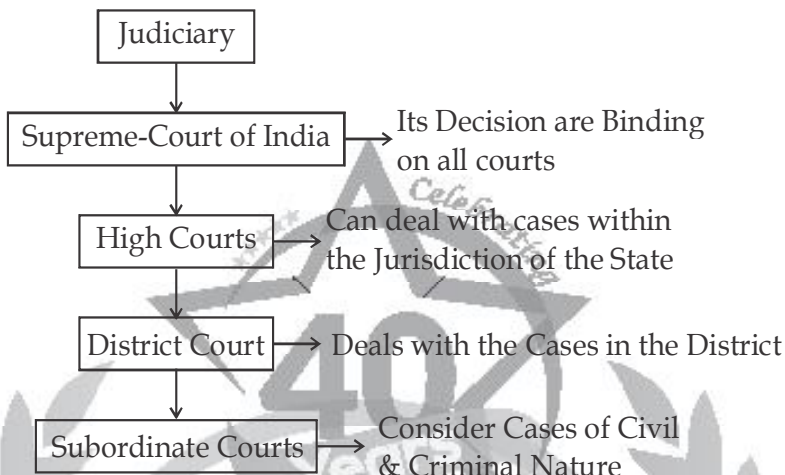 Judiciary
Supreme-Court of India
Its Decision are Binding
on all courts
High Courts
Can deal with cases within
the Jurisdiction of the State
District Court
Deals with the Cases in the District
Subordinate Courts
Consider Cases of Civil
& Criminal Nature
Celebrating
40